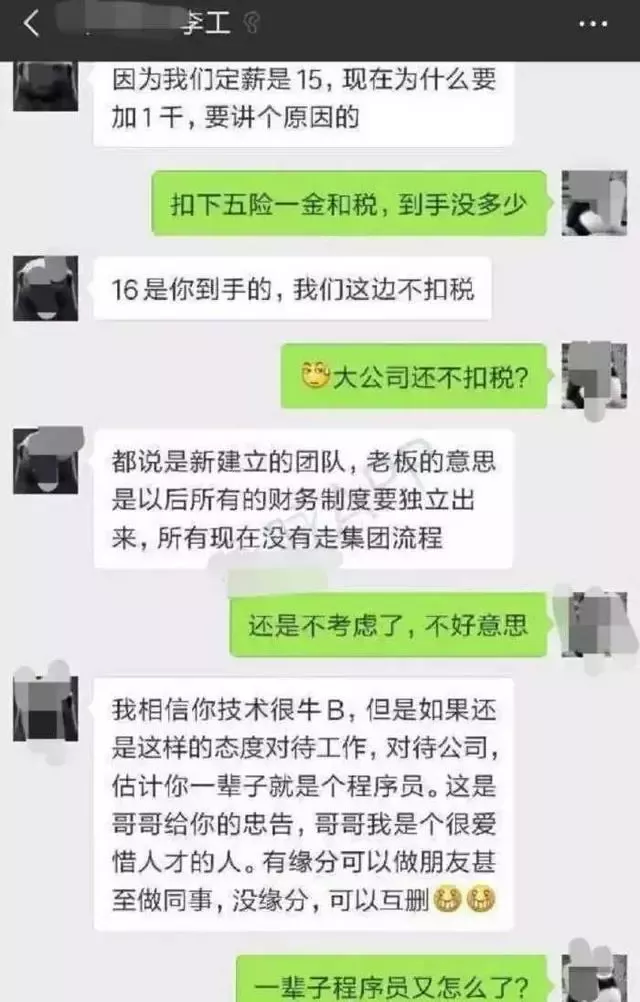 李工
因为我们定薪是15，现在为什么要
加1千，要讲个原因的
扣下五险一金和税，到手没多少
16是你到手的，我们这边不扣税
大公司还不扣税？
都说是新建立的团队，老板的意思
是以后所有的财务制度要独立出
来，所有现在没有走集团流程
还是不考虑了，不好意思
我相信你技术很牛B，但是如果还
是这样的态度对待工作，对待公司，
估计你一辈子就是个程序员。这是
哥哥给你的忠告，哥哥我是个很爱
惜人才的人。有缘分可以做朋友甚
至做同事，没缘分，可以互删
一辈子程序员又怎么了？